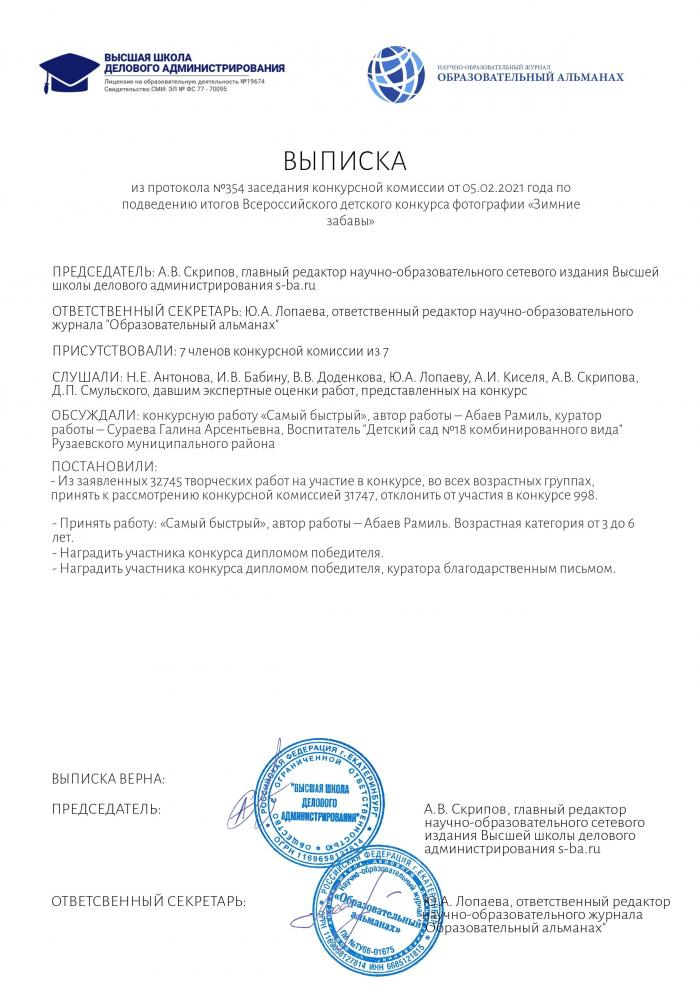 ВЫСШАЯ ШКОЛА
ДЕЛОВОГО АДМИНИСТРИРОВАНИЯ
Лицензия на образовательную деятельность №19674
Свидетельство СМИ: ЭЛ № ФС 77 - 70095
НАУЧНО-ОБРАЗОВАТЕЛЬНЫЙ ЖУРНАЛ
ОБРАЗОВАТЕЛЬНЫЙ АЛЬМАНАХ
ВЫПИСКА
из протокола №354 заседания конкурсной комиссии от 05.02.2021 года по
подведению итогов Всероссийского детского конкурса фотографии «Зимние
забавы»
ПРЕДСЕДАТЕЛЬ: А.В. Скрипов, главный редактор научно-образовательного сетевого издания Высшей
школы делового администрирования s-ba.ru
ОТВЕТСТВЕННЫЙ СЕКРЕТАРЬ: Ю.А. Лопаева, ответственный редактор научно-образовательного
журнала "Образовательный альманах"
ПРИСУТСТВОВАЛИ: 7 членов конкурсной комиссии из 7
СЛУШАЛИ: Н.Е. Антонова, И.В. Бабину, В.В. Доденкова, Ю.А. Лопаеву, А.И. Киселя, А.В. Скрипова,
Д.П. Смульского, давшим экспертные оценки работ, представленных на конкурс
ОБСУЖДАЛИ: конкурсную работу «Самый быстрый», автор работы – Абаев Рамиль, куратор
работы – Сураева Галина Арсентьевна, Воспитатель "Детский сад №18 комбинированного вида"
Рузаевского муниципального района
ПОСТАНОВИЛИ:
- Из заявленных 32745 творческих работ на участие в конкурсе, во всех возрастных группах,
принять к рассмотрению конкурсной комиссией 31747, отклонить от участия в конкурсе 998.
- Принять работу: «Самый быстрый», автор работы – Абаев Рамиль. Возрастная категория от 3 до 6
лет.
- Наградить участника конкурса дипломом победителя.
- Наградить участника конкурса дипломом победителя, куратора благодарственным письмом.
ВЫПИСКА ВЕРНА:
ПРЕДСЕДАТЕЛЬ:
А.В. Скрипов, главный редактор
научно-образовательного сетевого
издания Высшей школы делового
администрирования s-ba.ru
РОССИЙСКАЯ ФЕДЕРАЦИЯ г. ЕКАТЕРИНБУРГ
ОГРН 1169658127814
ОБЩЕСТВО С ОГРАНИЧЕННОЙ ОТВЕТСТВЕННОСТЬЮ
"ВЫСШАЯ ШКОЛА
ДЕЛОВОГО
АДМИНИСТРИРОВАНИЯ"
ОТВЕТСВЕННЫЙ СЕКРЕТАРЬ:
Ю.А. Лопаева, ответственный редактор
научно-образовательного журнала
"Образовательный альманах"
РОССИЙСКАЯ ФЕДЕРАЦИЯ г. ЕКАТЕРИНБУРГ
ОГРН 1169658127814 ИНН 6685121814
Научно-образовательный журнал
«Образовательный
альманах»
ПИ №ТУ66-01675